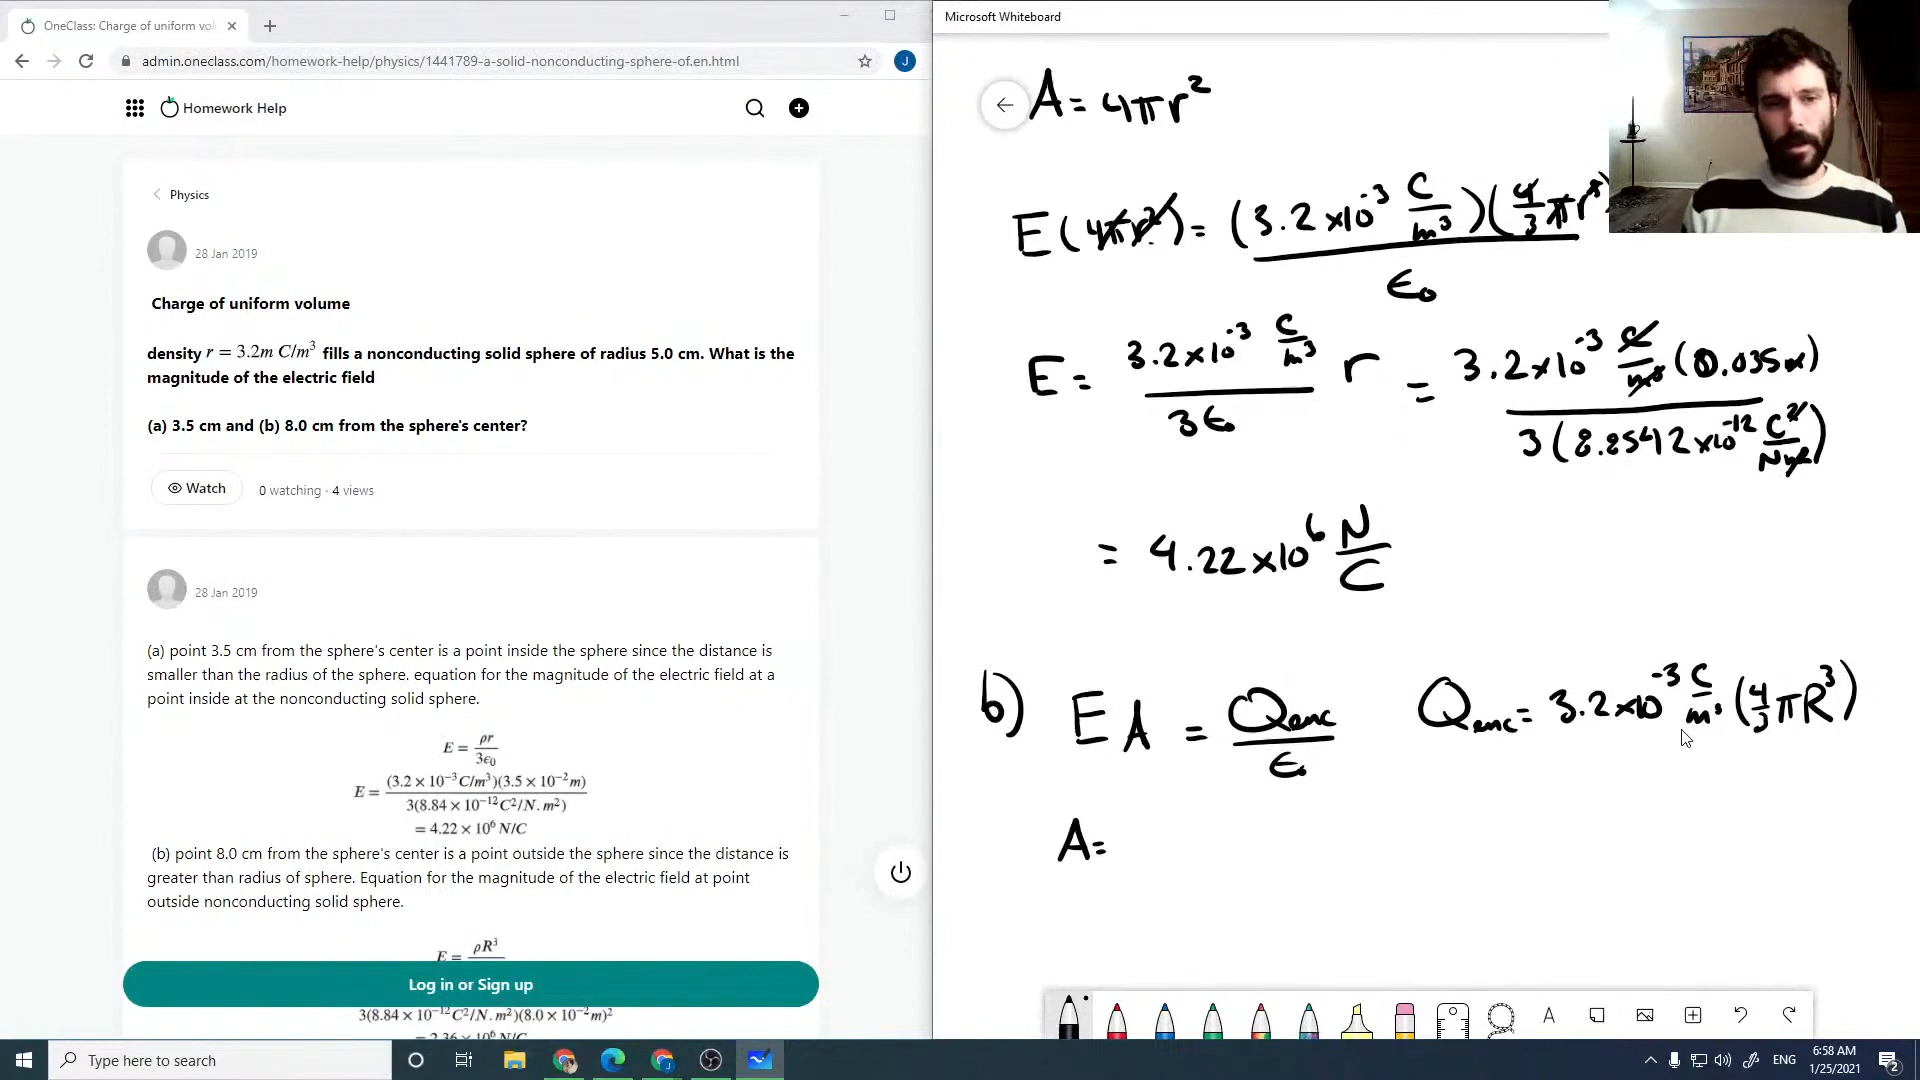 OneClass: Charge of uniform vol
admin.oneclass.com/homework-help/physics/1441789-a-solid-nonconducting-sphere-of.en.html
J
Homework Help
Physics
28 Jan 2019
Charge of uniform volume
density r = 3.2m C/m³ fills a nonconducting solid sphere of radius 5.0 cm. What is the
magnitude of the electric field
(a) 3.5 cm and (b) 8.0 cm from the sphere's center?
Watch
0 watching · 4 views
28 Jan 2019
(a) point 3.5 cm from the sphere's center is a point inside the sphere since the distance is
smaller than the radius of the sphere. equation for the magnitude of the electric field at a
point inside at the nonconducting solid sphere.
E = ρr / 3ϵ₀
E = (3.2 × 10⁻³ C/m³)(3.5 × 10⁻² m) / 3(8.84 × 10⁻¹² C²/N.m²)
= 4.22 × 10⁶ N/C
(b) point 8.0 cm from the sphere's center is a point outside the sphere since the distance is
greater than radius of sphere. Equation for the magnitude of the electric field at point
outside nonconducting solid sphere.
E = ρR³
Log in or Sign up
3(8.84 × 10⁻¹² C²/N.m²)(8.0 × 10⁻² m)²
Microsoft Whiteboard
A = 4πr²
E (4πr²) = (3.2 × 10⁻³ C/m³)(4/3 πr³ / ϵ₀
E = 3.2 × 10⁻³ C/m³ / 3ϵ₀ r = 3.2 × 10⁻³ C/m³ (0.035m) / 3(8.8542 × 10⁻¹² C²/Nm²)
= 4.22 × 10⁶ N/C
b) E A = Qenc / ϵ₀ Qenc = 3.2 × 10⁻³ C/m³ (4/3 πR³)
A =
Type here to search
ENG
6:58 AM
1/25/2021
2